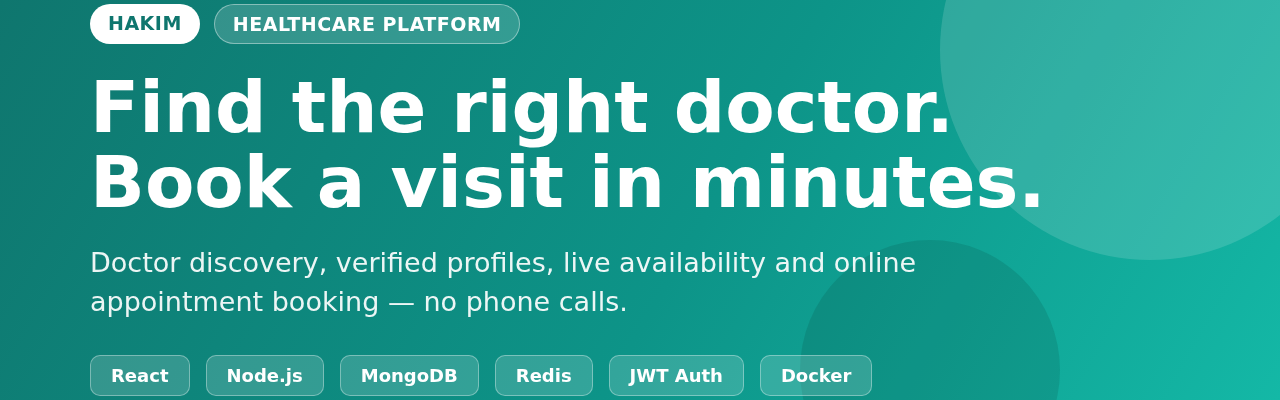 HAKIM HEALTHCARE PLATFORM
Find the right doctor.
Book a visit in minutes.
Doctor discovery, verified profiles, live availability and online
appointment booking — no phone calls.
React Node.js MongoDB Redis JWT Auth Docker